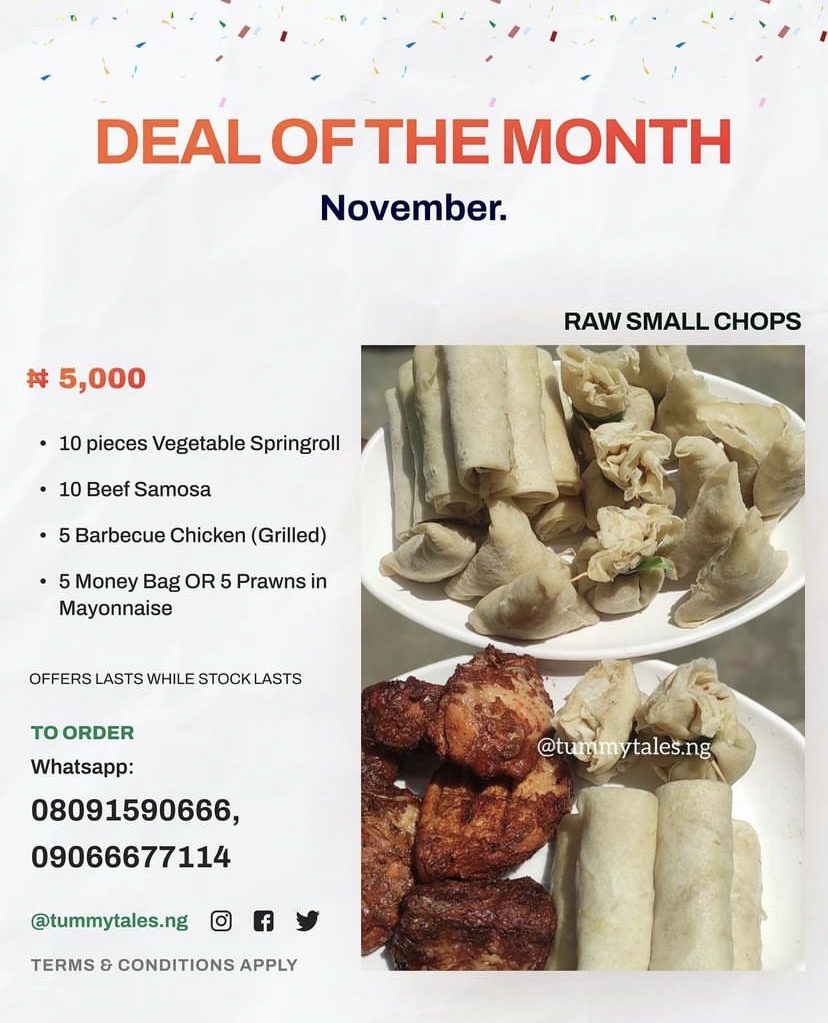 DEAL OF THE MONTH
November.
RAW SMALL CHOPS
₦ 5,000
• 10 pieces Vegetable Springroll
• 10 Beef Samosa
• 5 Barbecue Chicken (Grilled)
• 5 Money Bag OR 5 Prawns in
Mayonnaise
OFFERS LASTS WHILE STOCK LASTS
TO ORDER
Whatsapp:
08091590666,
09066677114
@tummytales.ng
TERMS & CONDITIONS APPLY
@tummytales.ng